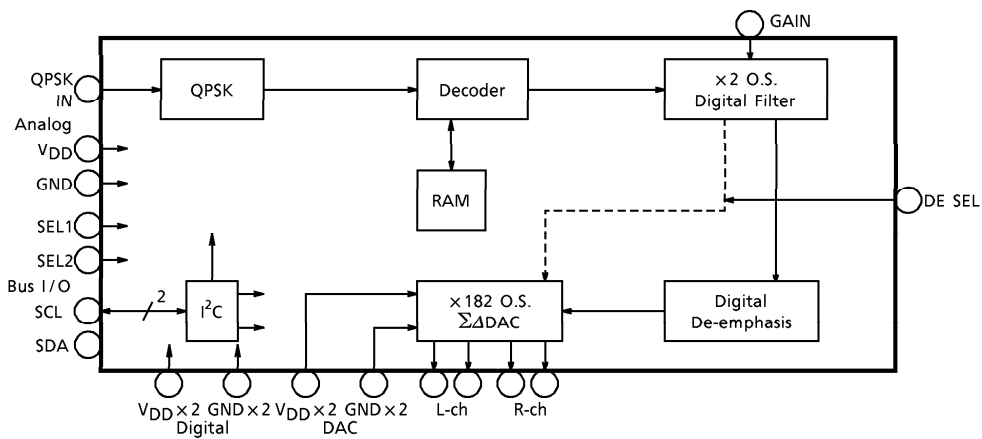 GAIN
QPSK
IN
QPSK
Decoder
×2 O.S.
Digital Filter
Analog
VDD
GND
RAM
DE SEL
SEL1
SEL2
Bus I/O
SCL
2
I²C
×182 O.S.
ΣΔDAC
Digital
De-emphasis
SDA
VDD×2 GND×2 VDD×2 GND×2 L-ch R-ch
Digital DAC